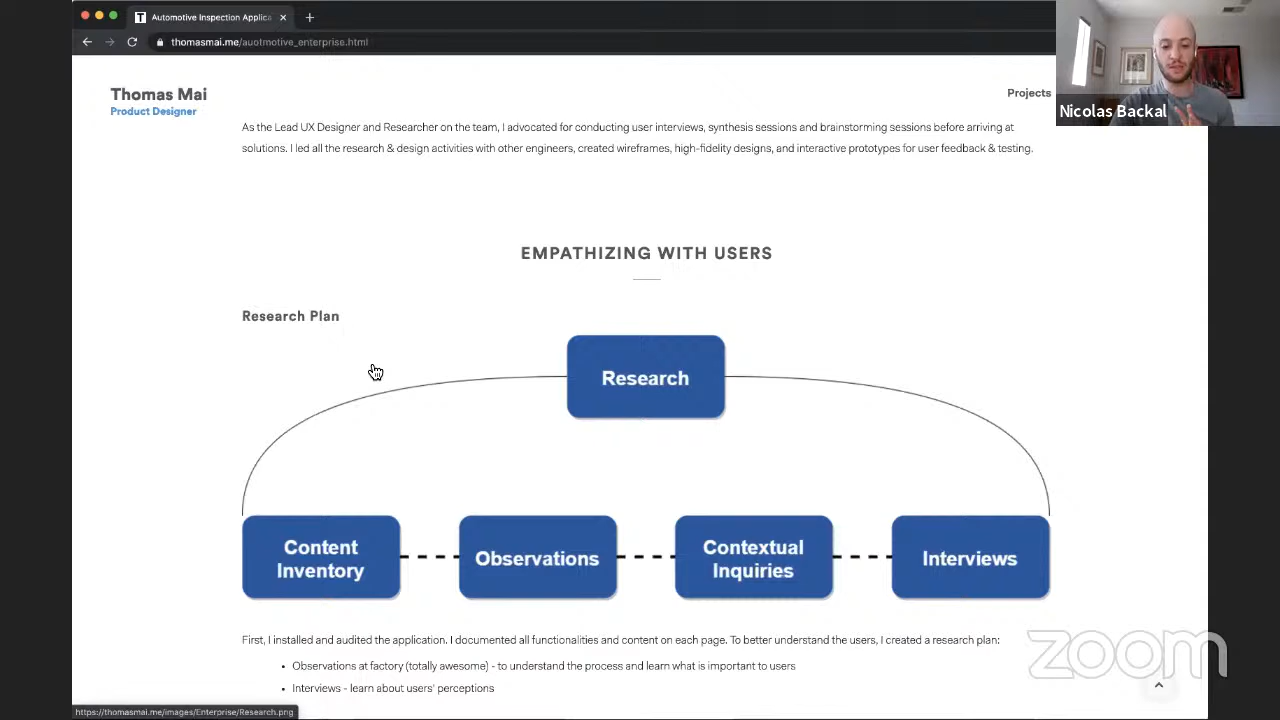 T Automotive Inspection Applica
thomasmai.me/auotmotive_enterprise.html
Nicolas Backal
Thomas Mai
Product Designer
Projects
As the Lead UX Designer and Researcher on the team, I advocated for conducting user interviews, synthesis sessions and brainstorming sessions before arriving at
solutions. I led all the research & design activities with other engineers, created wireframes, high-fidelity designs, and interactive prototypes for user feedback & testing.
EMPATHIZING WITH USERS
Research Plan
Research
Content
Inventory
Observations
Contextual
Inquiries
Interviews
First, I installed and audited the application. I documented all functionalities and content on each page. To better understand the users, I created a research plan:
• Observations at factory (totally awesome) - to understand the process and learn what is important to users
• Interviews - learn about users' perceptions
zoom
https://thomasmai.me/images/Enterprise/Research.png